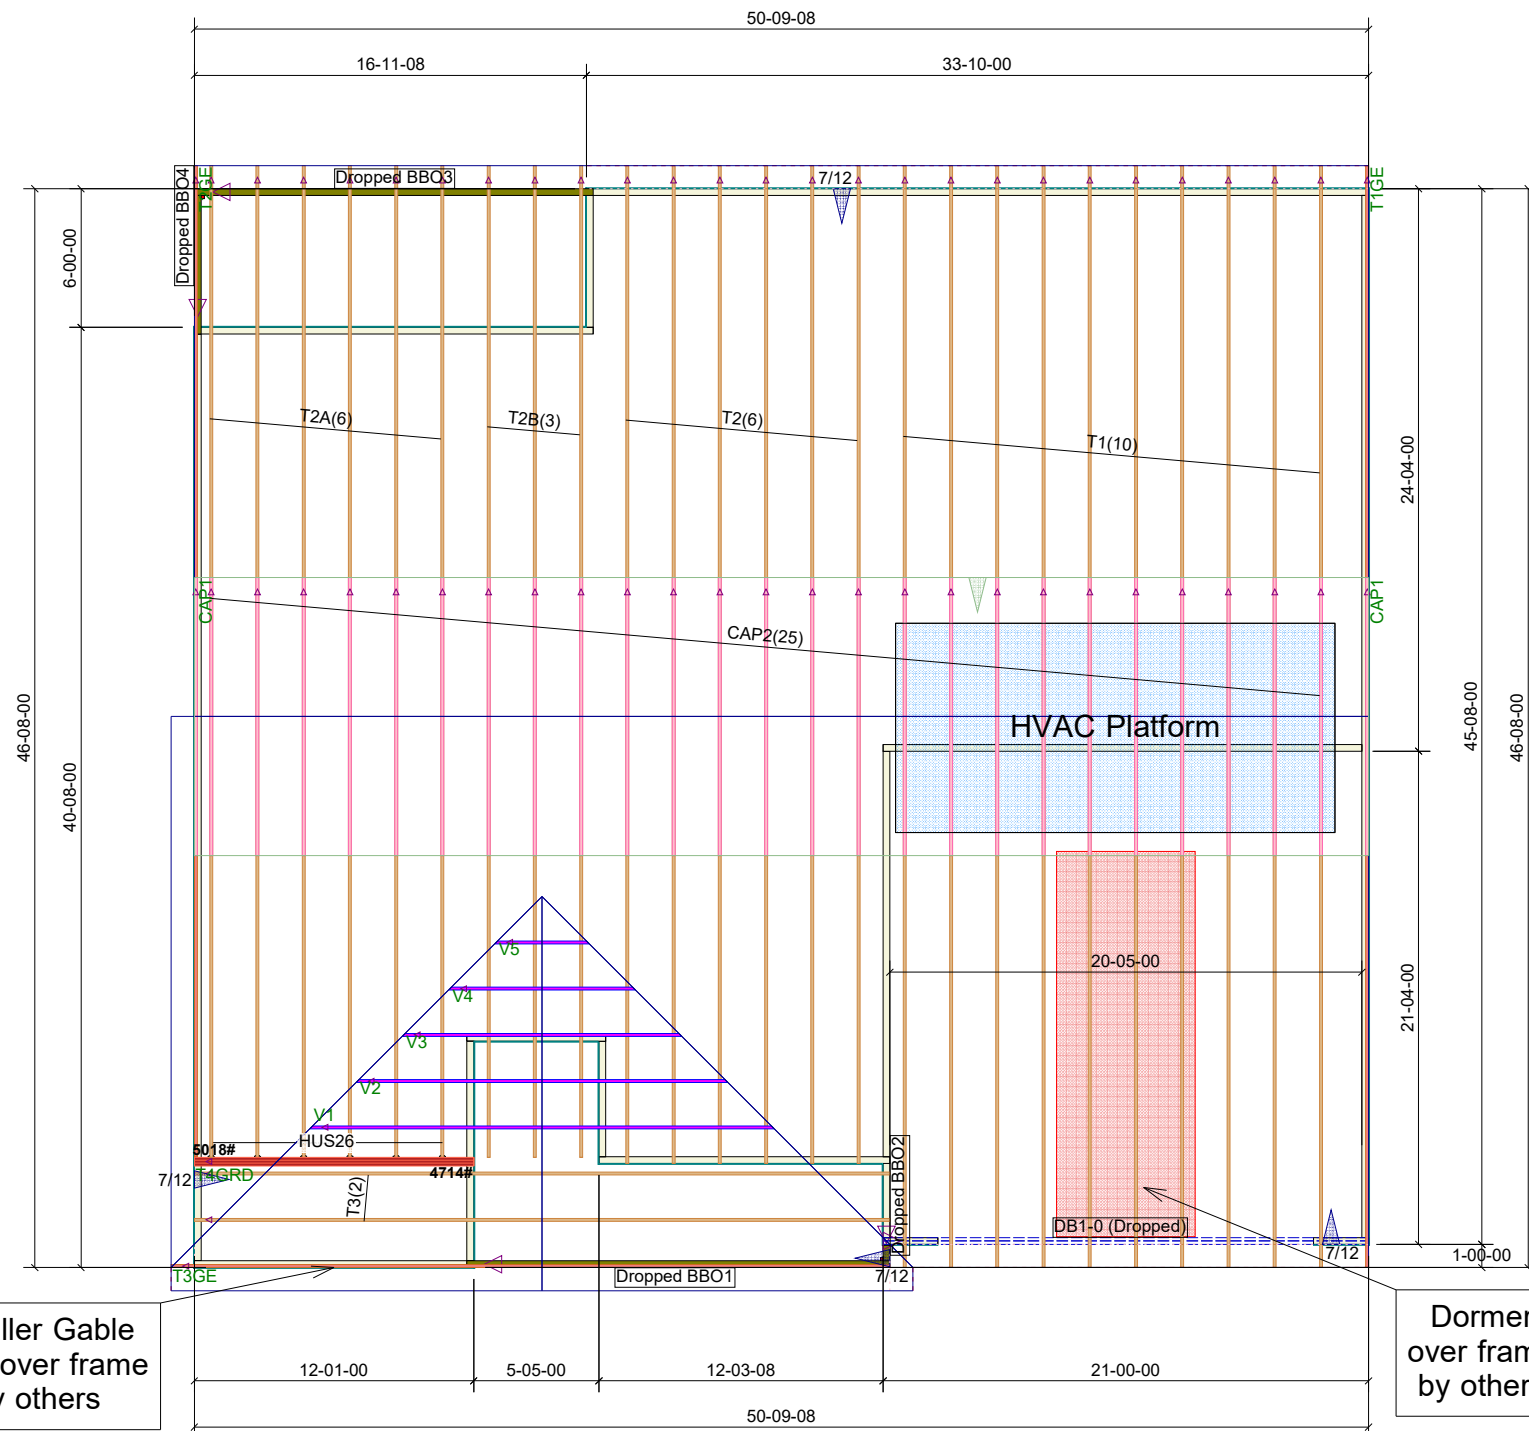 50-09-08
16-11-08
33-10-00
Dropped BBO4
T2GE
Dropped BBO3
7/12
T1GE
6-00-00
T2A(6)
T2B(3)
T2(6)
T1(10)
24-04-00
CAP1
CAP1
CAP2(25)
HVAC Platform
46-08-00
45-08-00
46-08-00
40-08-00
V5
20-05-00
V4
21-04-00
V3
V2
V1
HUS26
5018#
4714#
T4GRD
7/12
T3(2)
Dropped BBO2
DB1-0 (Dropped)
7/12
1-00-00
T3GE
Dropped BBO1
7/12
ller Gable
over frame
y others
Dormer
over fram
by other
12-01-00
5-05-00
12-03-08
21-00-00
50-09-08